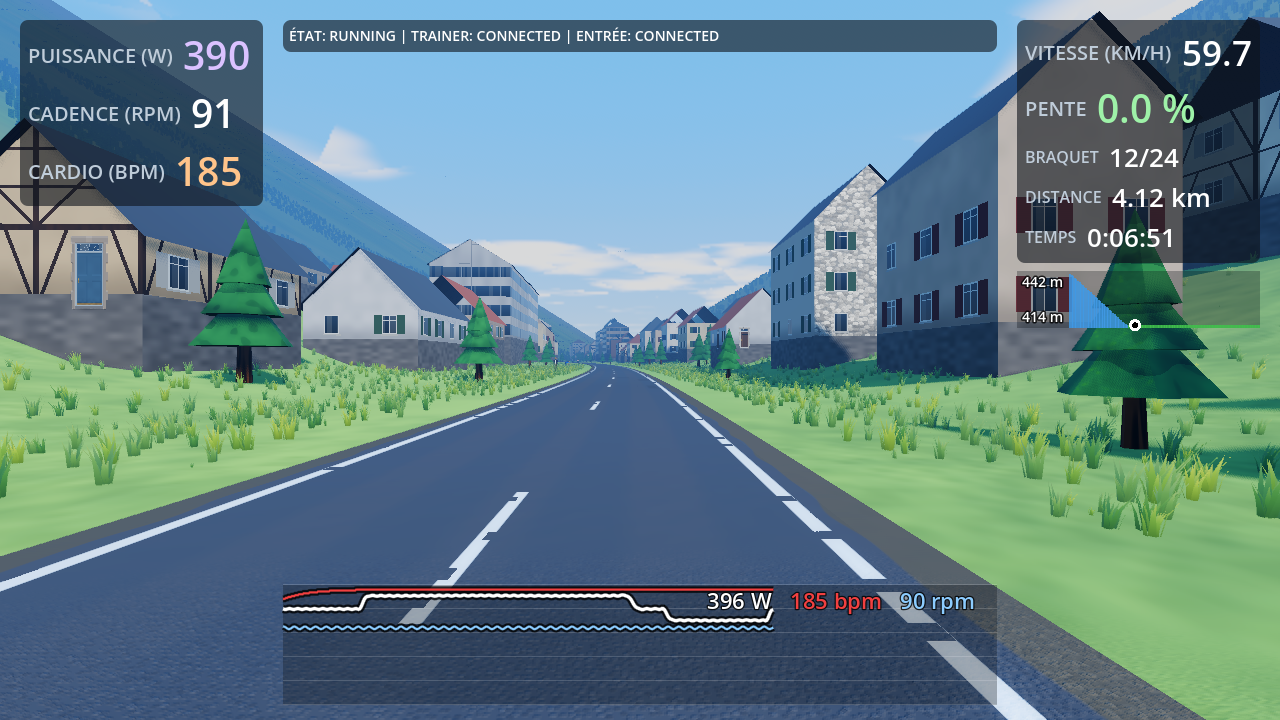 PUISSANCE (W) 390
CADENCE (RPM) 91
CARDIO (BPM) 185
ÉTAT: RUNNING | TRAINER: CONNECTED | ENTRÉE: CONNECTED
VITESSE (KM/H) 59.7
PENTE 0.0 %
BRAQUET 12/24
DISTANCE 4.12 km
TEMPS 0:06:51
442 m
414 m
396 W 185 bpm 90 rpm